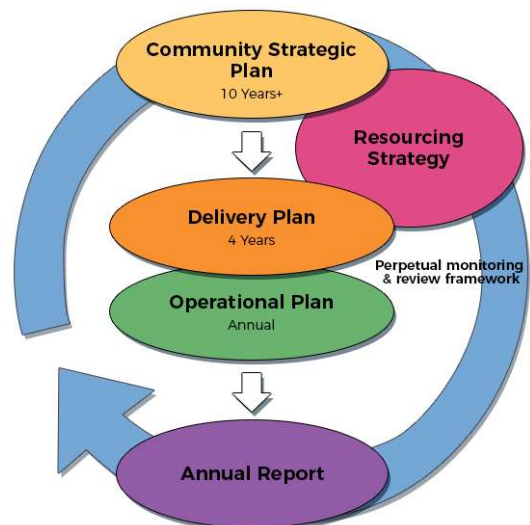 Community Strategic
Plan
10 Years+
Resourcing
Strategy
Delivery Plan
4 Years
Perpetual monitoring
& review framework
Operational Plan
Annual
Annual Report